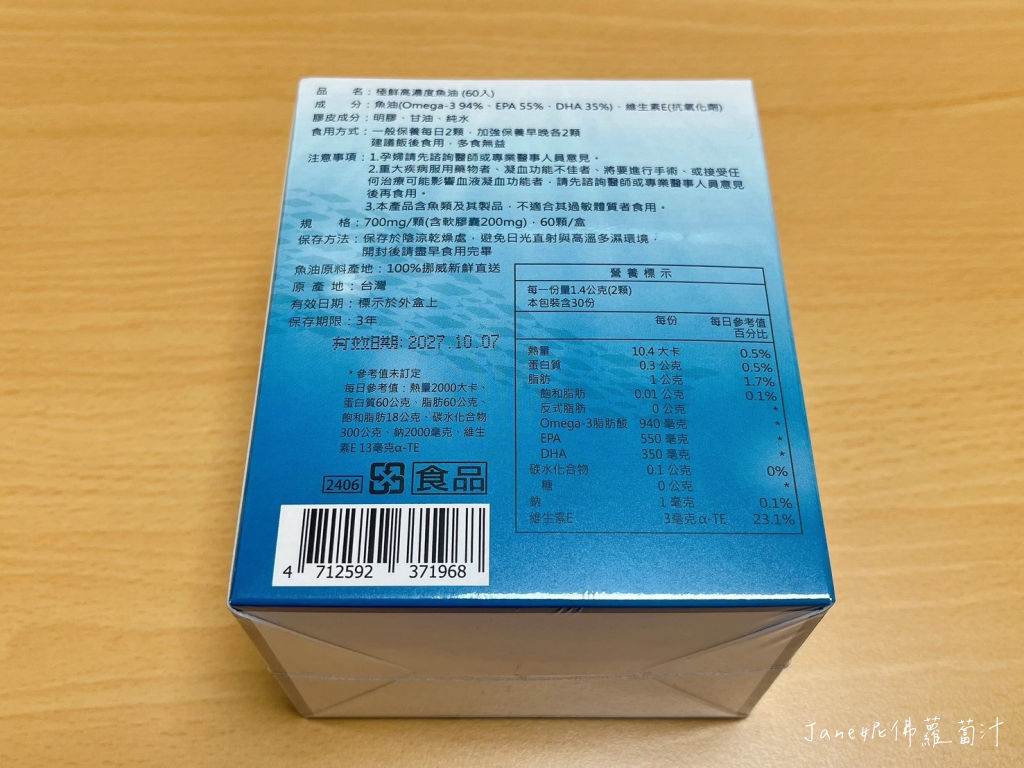 品　　名：極鮮高濃度魚油 (60入)
成　　分：魚油(Omega-3 94%、EPA 55%、DHA 35%)、維生素E(抗氧化劑)
膠皮成分：明膠、甘油、純水
食用方式：一般保養每日2顆，加強保養早晚各2顆
建議飯後食用，多食無益
注意事項：1.孕婦請先諮詢醫師或專業醫事人員意見。
2.重大疾病服用藥物者、凝血功能不佳者、將要進行手術、或接受任
何治療可能影響血液凝血功能者，請先諮詢醫師或專業醫事人員意見
後再食用。
3.本產品含魚類及其製品，不適合其過敏體質者食用。
規　　格：700mg/顆(含軟膠囊200mg)，60顆/盒
保存方法：保存於陰涼乾燥處，避免日光直射與高溫多濕環境，
開封後請盡早食用完畢
魚油原料產地：100%挪威新鮮直送
原 產 地：台灣
有效日期：標示於外盒上
保存期限：3年
有效日期:2027.10.07
* 參考值未訂定
每日參考值：熱量2000大卡、
蛋白質60公克、脂肪60公克、
飽和脂肪18公克、碳水化合物
300公克、鈉2000毫克、維生
素E 13毫克α-TE
2406 食品
4 712592 371968
營養標示
每一份量1.4公克(2顆)
本包裝含30份
每份 每日參考值
百分比
熱量 10.4 大卡 0.5%
蛋白質 0.3 公克 0.5%
脂肪 1 公克 1.7%
飽和脂肪 0.01 公克 0.1%
反式脂肪 0 公克 *
Omega-3脂肪酸 940 毫克 *
EPA 550 毫克 *
DHA 350 毫克 *
碳水化合物 0.1 公克 0%
糖 0 公克 *
鈉 1 毫克 0.1%
維生素E 3毫克α-TE 23.1%
Janey妮佛蘿蔔汁